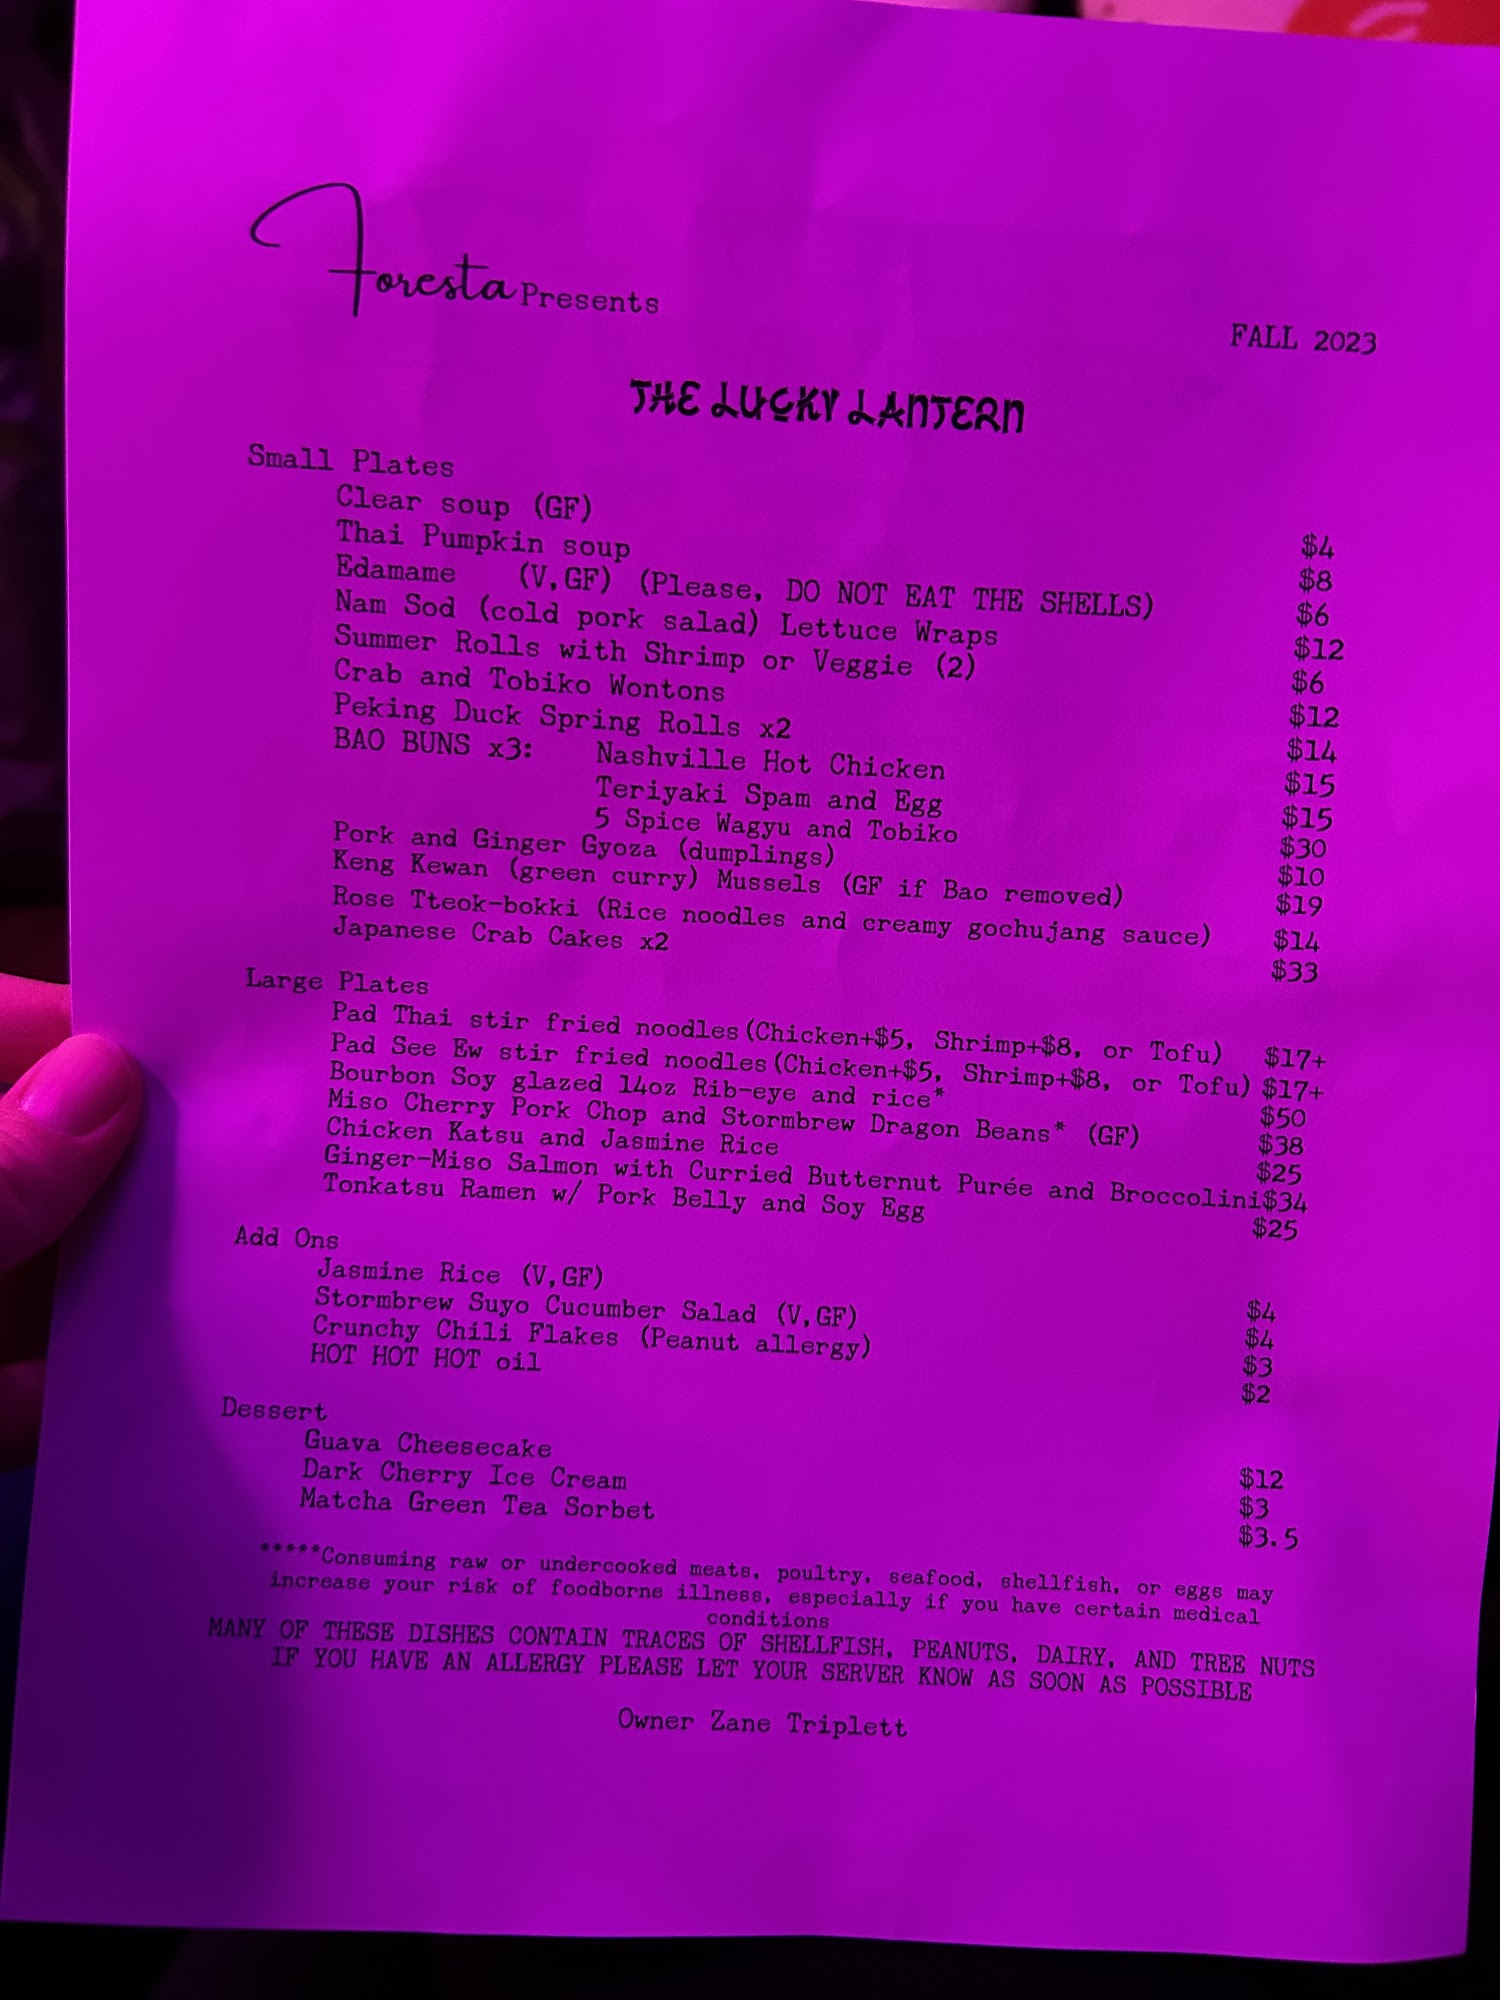 Foresta Presents
FALL 2023
THE LUCKY LANTERN
Small Plates
Clear soup (GF) $4
Thai Pumpkin soup $8
Edamame (V,GF) (Please, DO NOT EAT THE SHELLS) $6
Nam Sod (cold pork salad) Lettuce Wraps $12
Summer Rolls with Shrimp or Veggie (2) $6
Crab and Tobiko Wontons $12
Peking Duck Spring Rolls x2 $14
BAO BUNS x3: Nashville Hot Chicken $15
Teriyaki Spam and Egg $15
5 Spice Wagyu and Tobiko $30
Pork and Ginger Gyoza (dumplings) $10
Keng Kewan (green curry) Mussels (GF if Bao removed) $19
Rose Tteok-bokki (Rice noodles and creamy gochujang sauce) $14
Japanese Crab Cakes x2 $33
Large Plates
Pad Thai stir fried noodles(Chicken+$5, Shrimp+$8, or Tofu) $17+
Pad See Ew stir fried noodles(Chicken+$5, Shrimp+$8, or Tofu) $17+
Bourbon Soy glazed 14oz Rib-eye and rice* $50
Miso Cherry Pork Chop and Stormbrew Dragon Beans* (GF) $38
Chicken Katsu and Jasmine Rice $25
Ginger-Miso Salmon with Curried Butternut Purée and Broccolini$34
Tonkatsu Ramen w/ Pork Belly and Soy Egg $25
Add Ons
Jasmine Rice (V,GF) $4
Stormbrew Suyo Cucumber Salad (V,GF) $4
Crunchy Chili Flakes (Peanut allergy) $3
HOT HOT HOT oil $2
Dessert
Guava Cheesecake $12
Dark Cherry Ice Cream $3
Matcha Green Tea Sorbet $3.5
*****Consuming raw or undercooked meats, poultry, seafood, shellfish, or eggs may
increase your risk of foodborne illness, especially if you have certain medical
conditions
MANY OF THESE DISHES CONTAIN TRACES OF SHELLFISH, PEANUTS, DAIRY, AND TREE NUTS
IF YOU HAVE AN ALLERGY PLEASE LET YOUR SERVER KNOW AS SOON AS POSSIBLE
Owner Zane Triplett